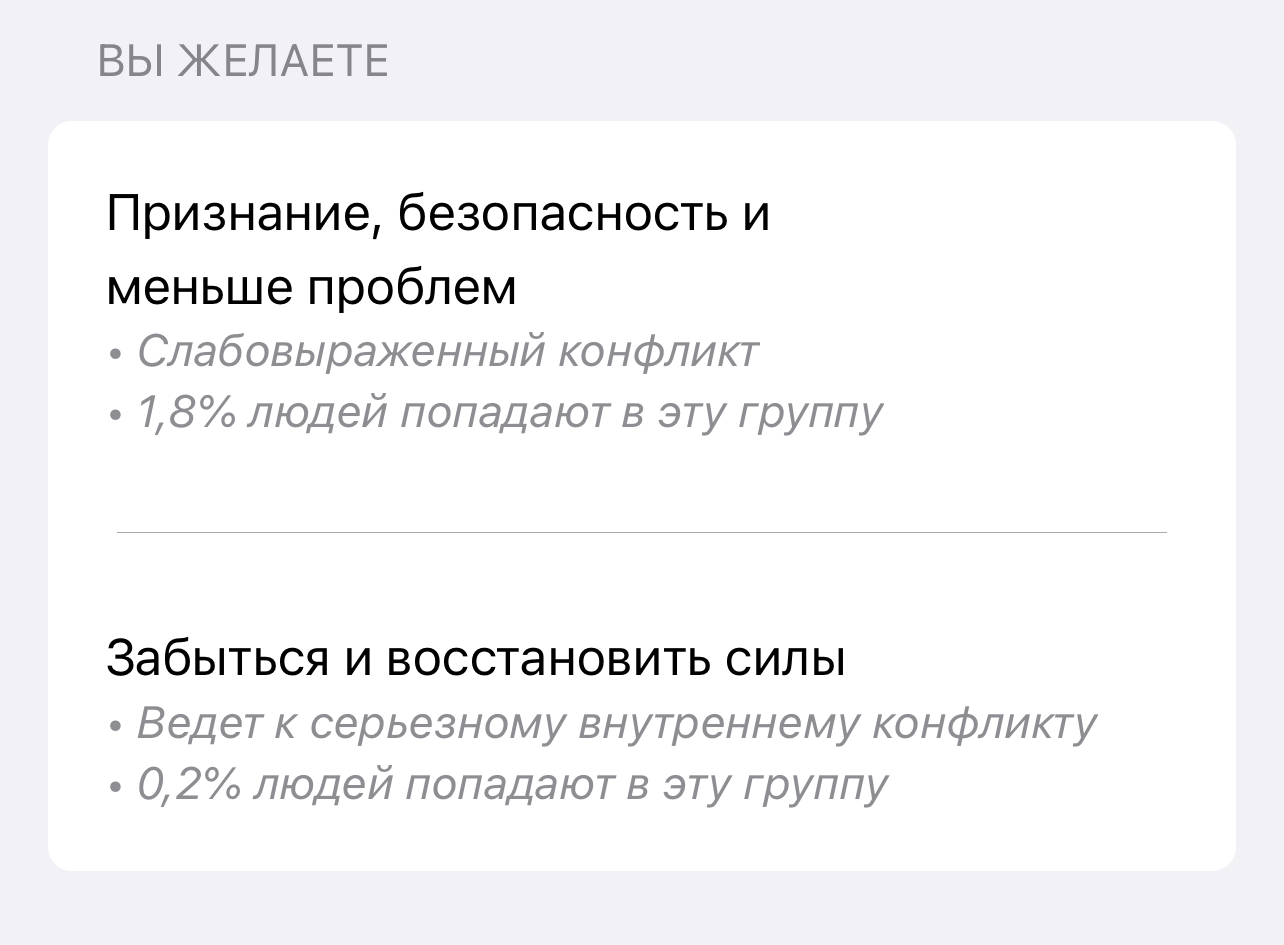 ВЫ ЖЕЛАЕТЕ
Признание, безопасность и
меньше проблем
• Слабовыраженный конфликт
• 1,8% людей попадают в эту группу
Забыться и восстановить силы
• Ведет к серьезному внутреннему конфликту
• 0,2% людей попадают в эту группу